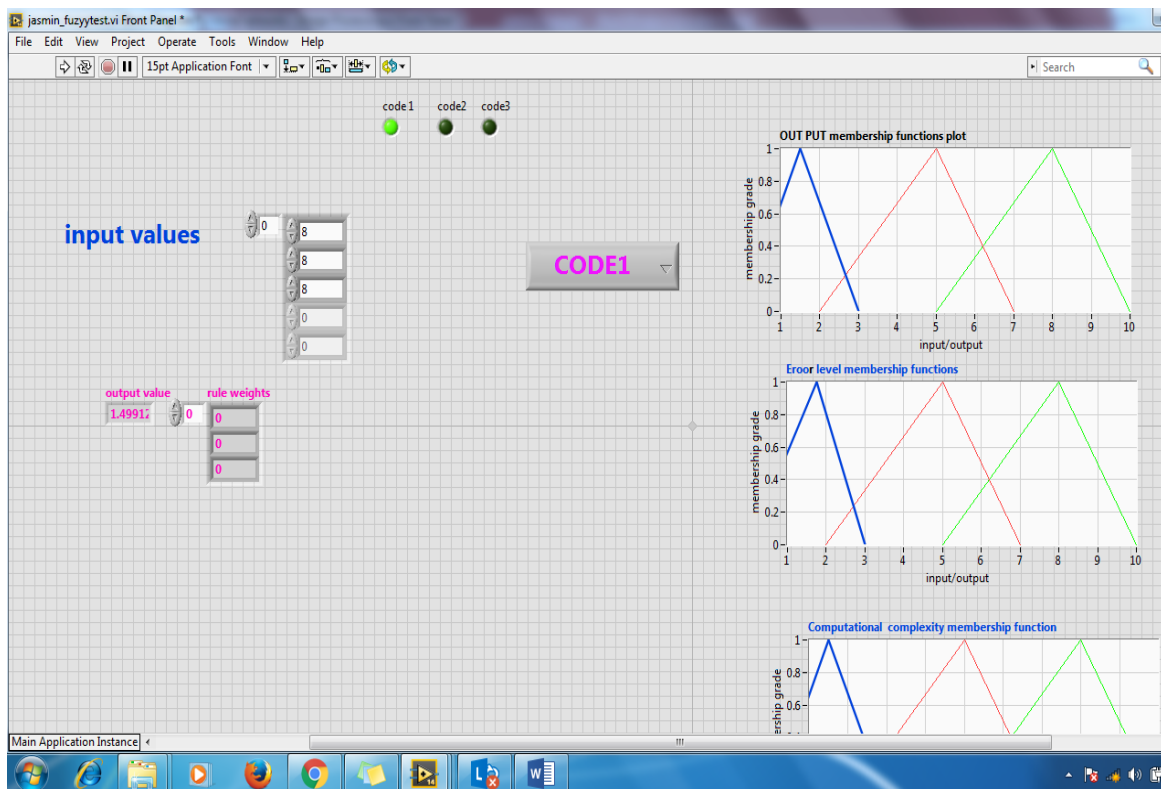 jasmin_fuzyytest.vi Front Panel *
File Edit View Project Operate Tools Window Help
15pt Application Font
Search
code1 code2 code3
input values
0
8
8
8
0
0
CODE1
output value
1.49912
0
rule weights
0
0
0
OUT PUT membership functions plot
membership grade
1
0.8
0.6
0.4
0.2
0
1 2 3 4 5 6 7 8 9 10
input/output
Eroor level membership functions
membership grade
1
0.8
0.6
0.4
0.2
0
1 2 3 4 5 6 7 8 9 10
input/output
Computational complexity membership function
1
0.8
0.6
Main Application Instance
14
L
W